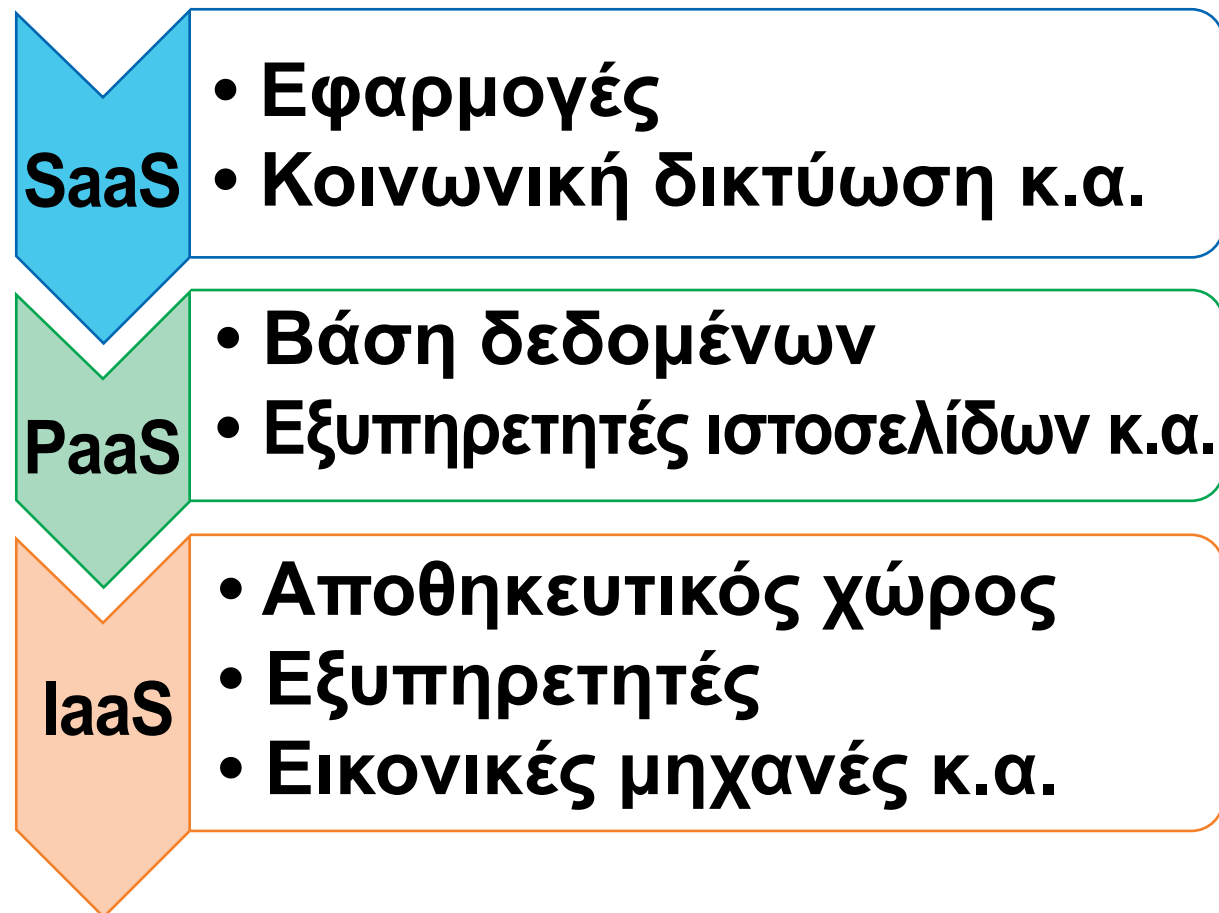 SaaS
• Εφαρμογές
• Κοινωνική δικτύωση κ.α.
PaaS
• Βάση δεδομένων
• Εξυπηρετητές ιστοσελίδων κ.α.
IaaS
• Αποθηκευτικός χώρος
• Εξυπηρετητές
• Εικονικές μηχανές κ.α.